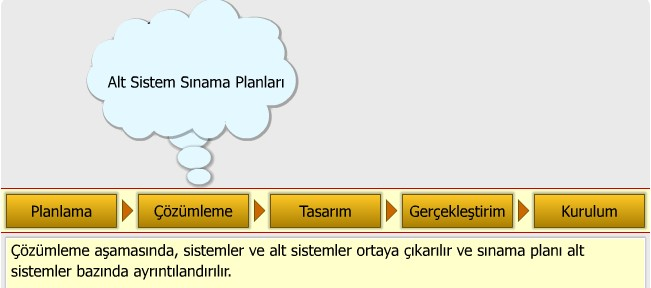 Alt Sistem Sınama Planları
Planlama Çözümleme Tasarım Gerçekleştirim Kurulum
Çözümleme aşamasında, sistemler ve alt sistemler ortaya çıkarılır ve sınama planı alt
sistemler bazında ayrıntılandırılır.